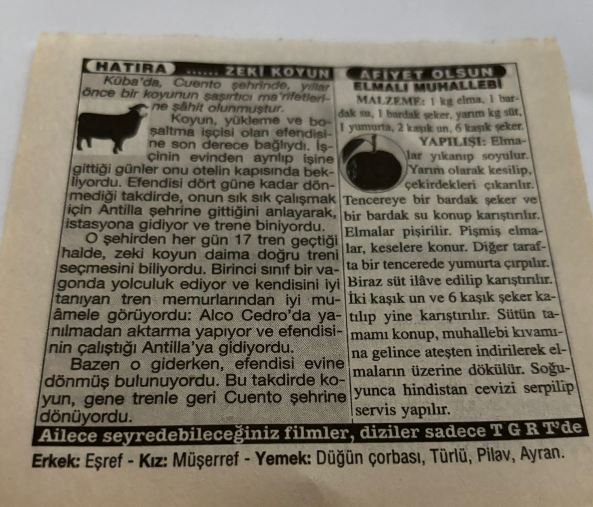 HATIRA ...... ZEKİ KOYUN
Küba'da, Cuento şehrinde, yıllar
önce bir koyunun şaşırtıcı ma'rifetleri-
ne şâhit olunmuştur.
Koyun, yükleme ve bo-
şaltma işçisi olan efendisi-
ne son derece bağlıydı. İş-
çinin evinden ayrılıp işine
gittiği günler onu otelin kapısında bek-
liyordu. Efendisi dört güne kadar dön-
mediği takdirde, onun sık sık çalışmak
için Antilla şehrine gittiğini anlayarak,
istasyona gidiyor ve trene biniyordu.
O şehirden her gün 17 tren geçtiği
halde, zeki koyun daima doğru treni
seçmesini biliyordu. Birinci sınıf bir va-
gonda yolculuk ediyor ve kendisini iyi
tanıyan tren memurlarından iyi mu-
âmele görüyordu: Alco Cedro'da ya-
nılmadan aktarma yapıyor ve efendisi-
nin çalıştığı Antilla'ya gidiyordu.
Bazen o giderken, efendisi evine
dönmüş bulunuyordu. Bu takdirde ko-
yun, gene trenle geri Cuento şehrine
dönüyordu.
AFİYET OLSUN
ELMALI MUHALLEBİ
MALZEME: 1 kg elma, 1 bar-
dak su, 1 bardak şeker, yarım kg süt,
1 yumurta, 2 kaşık un, 6 kaşık şeker.
YAPILIŞI: Elma-
lar yıkanıp soyulur.
Yarım olarak kesilip,
çekirdekleri çıkarılır.
Tencereye bir bardak şeker ve
bir bardak su konup karıştırılır.
Elmalar pişirilir. Pişmiş elma-
lar, keselere konur. Diğer taraf-
ta bir tencerede yumurta çırpılır.
Biraz süt ilâve edilip karıştırılır.
İki kaşık un ve 6 kaşık şeker ka-
tılıp yine karıştırılır. Sütün ta-
mamı konup, muhallebi kıvamı-
na gelince ateşten indirilerek el-
maların üzerine dökülür. Soğu-
yunca hindistan cevizi serpilip
servis yapılır.
Ailece seyredebileceğiniz filmler, diziler sadece T G R T'de
Erkek: Eşref - Kız: Müşerref - Yemek: Düğün çorbası, Türlü, Pilav, Ayran.